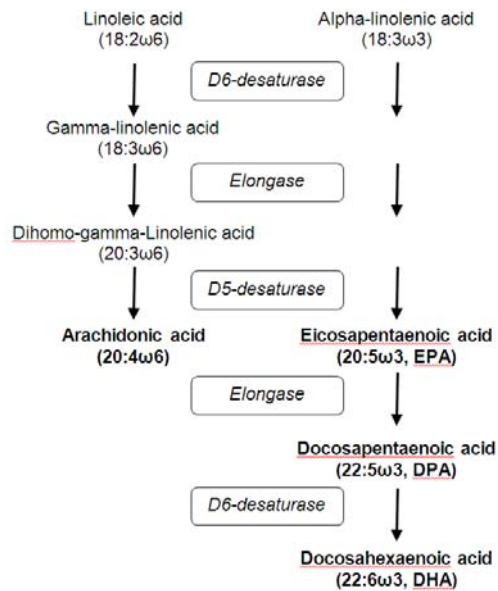 Linoleic acid
(18:2ω6)
Alpha-linolenic acid
(18:3ω3)
D6-desaturase
Gamma-linolenic acid
(18:3ω6)
Elongase
Dihomo-gamma-Linolenic acid
(20:3ω6)
D5-desaturase
Arachidonic acid
(20:4ω6)
Eicosapentaenoic acid
(20:5ω3, EPA)
Elongase
Docosapentaenoic acid
(22:5ω3, DPA)
D6-desaturase
Docosahexaenoic acid
(22:6ω3, DHA)